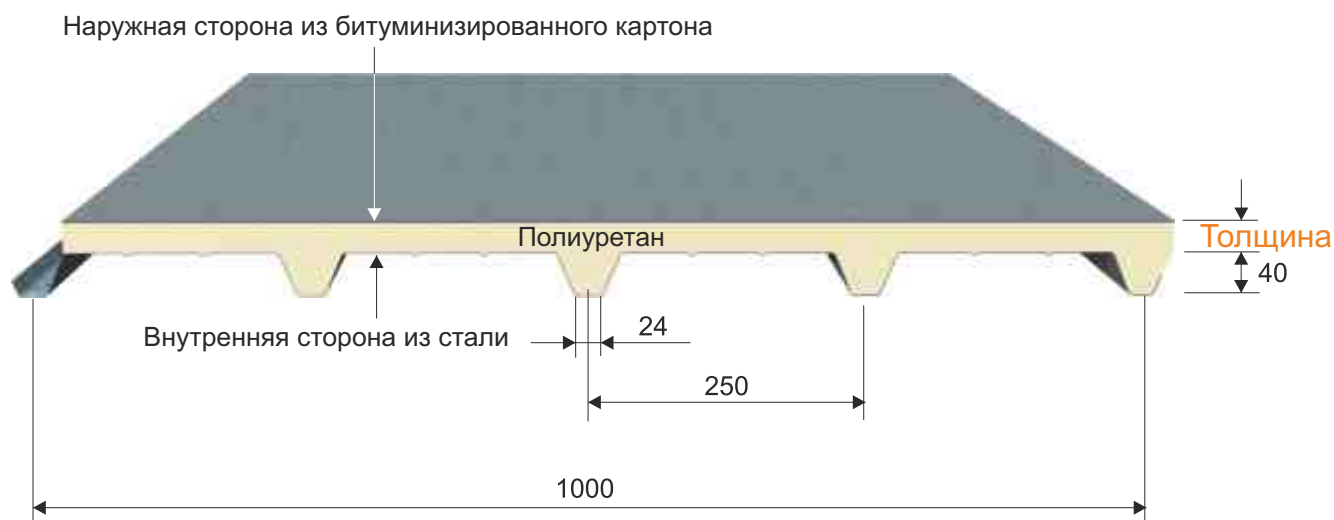 Наружная сторона из битуминизированного картона
Полиуретан
Толщина
40
Внутренняя сторона из стали
24
250
1000